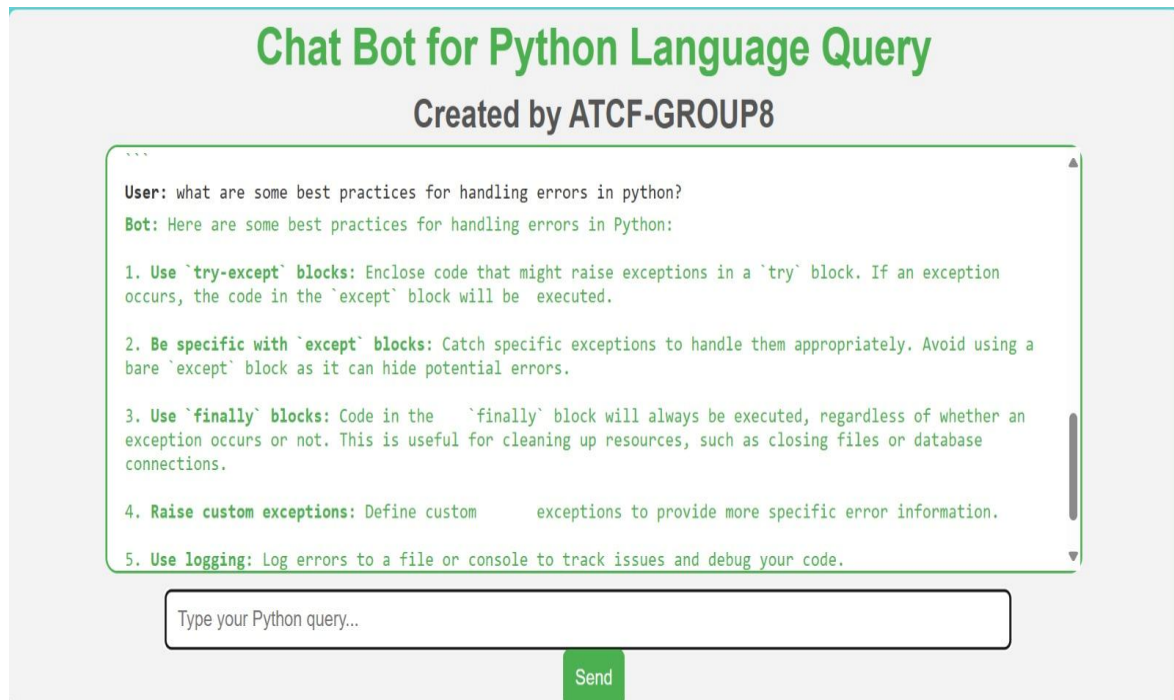 Chat Bot for Python Language Query
Created by ATCF-GROUP8
```
User: what are some best practices for handling errors in python?
Bot: Here are some best practices for handling errors in Python:
1. Use `try-except` blocks: Enclose code that might raise exceptions in a `try` block. If an exception
occurs, the code in the `except` block will be  executed.
2. Be specific with `except` blocks: Catch specific exceptions to handle them appropriately. Avoid using a
bare `except` block as it can hide potential errors.
3. Use `finally` blocks: Code in the    `finally` block will always be executed, regardless of whether an
exception occurs or not. This is useful for cleaning up resources, such as closing files or database
connections.
4. Raise custom exceptions: Define custom       exceptions to provide more specific error information.
5. Use logging: Log errors to a file or console to track issues and debug your code.
Type your Python query...
Send